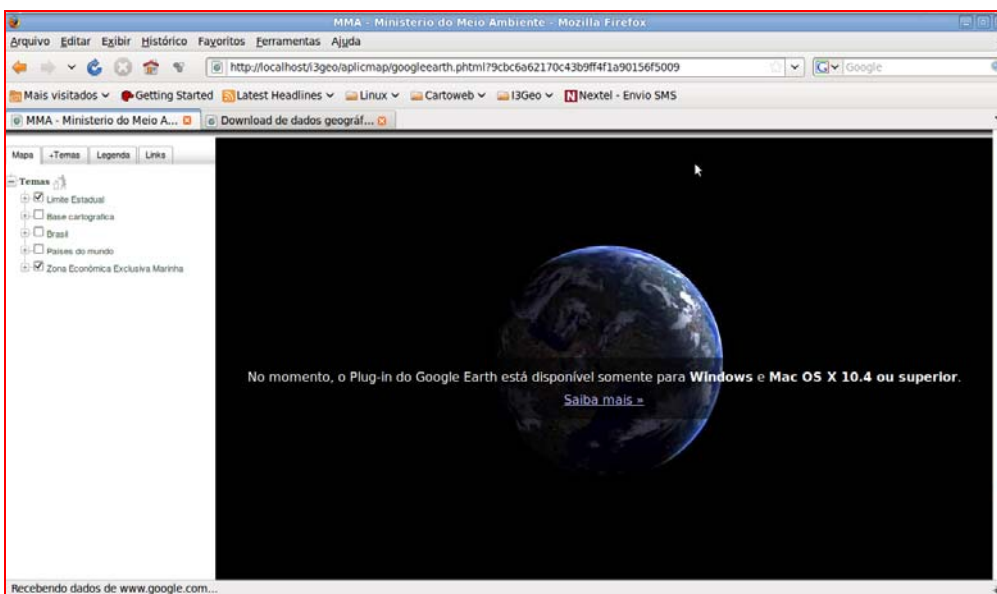 MMA - Ministerio do Meio Ambiente - Mozilla Firefox
Arquivo Editar Exibir Histórico Favoritos Ferramentas Ajuda
http://localhost/i3geo/aplicmap/googleearth.phtml?9cbc6a62170c43b9ff4f1a90156f5009 G Google
Mais visitados Getting Started Latest Headlines Linux Cartoweb I3Geo N Nextel - Envio SMS
MMA - Ministerio do Meio A... Download de dados geográf...
Mapa +Temas Legenda Links
Temas
Limite Estadual
Base cartografica
Brasil
Países do mundo
Zona Econômica Exclusiva Marinha
No momento, o Plug-in do Google Earth está disponível somente para Windows e Mac OS X 10.4 ou superior.
Saiba mais »
Recebendo dados de www.google.com...